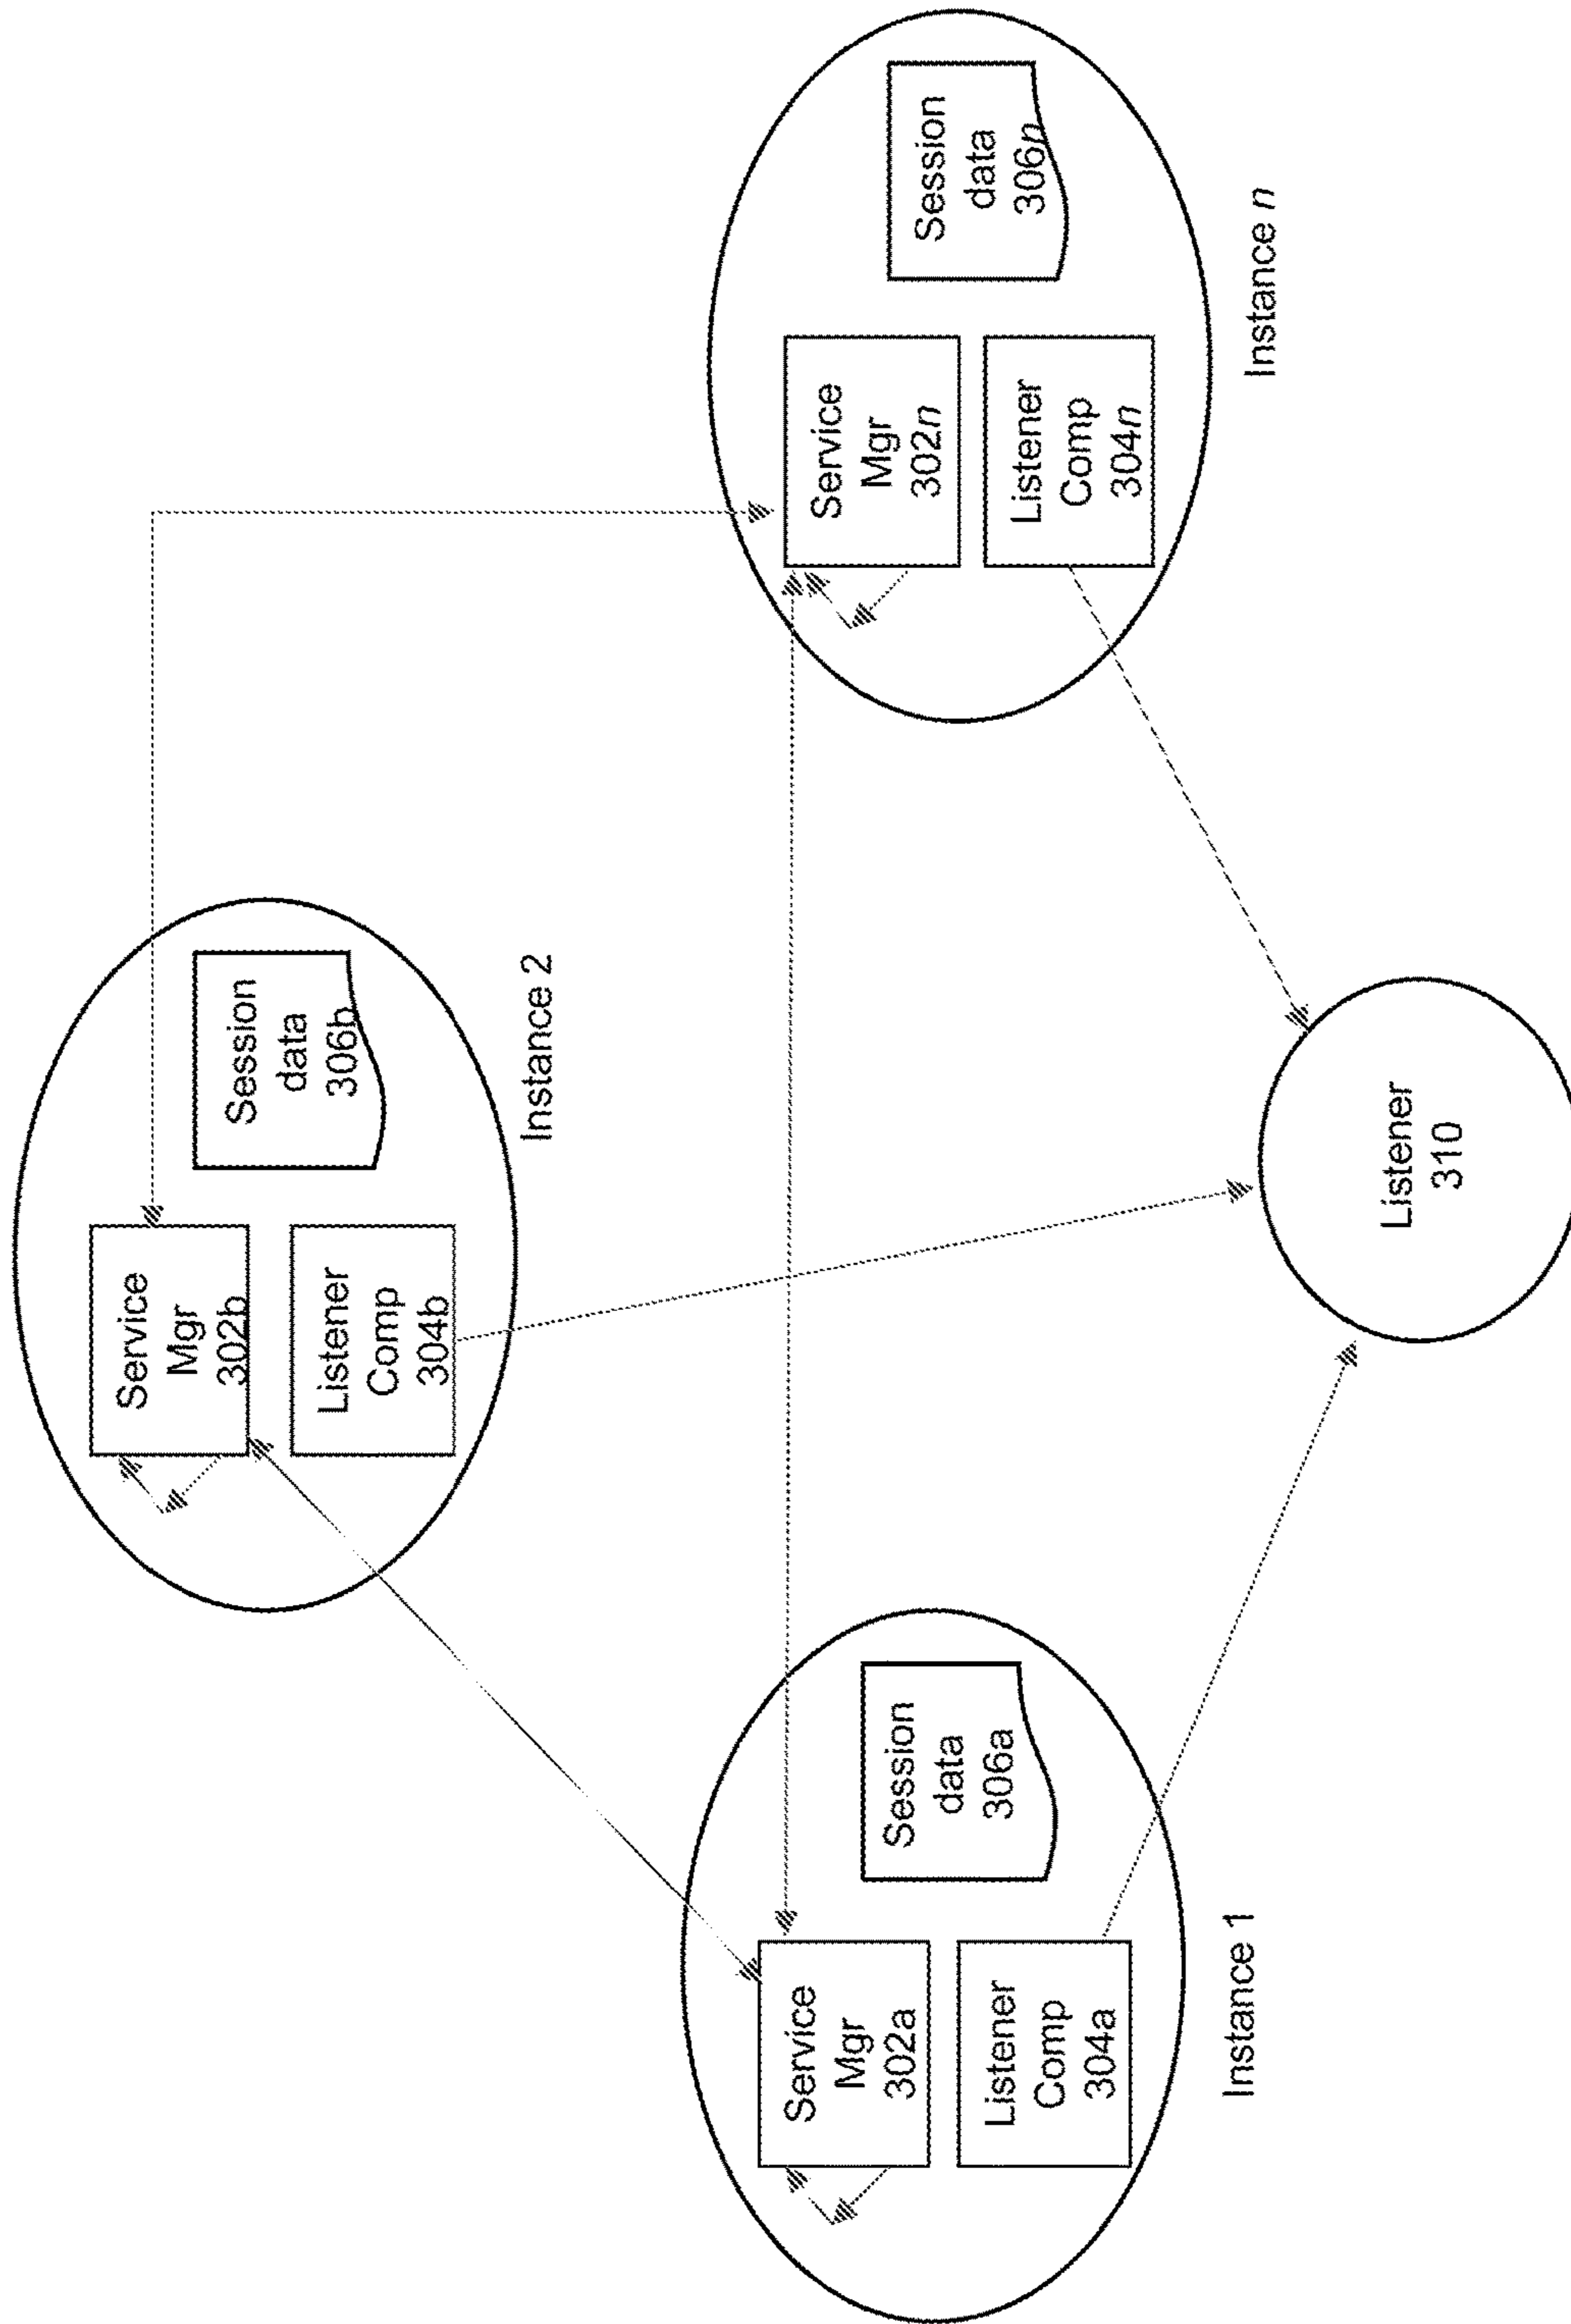 Service
Mgr
302b
Session
data
306b
Listener
Comp
304b
Instance 2
Service
Mgr
302a
Session
data
306a
Listener
Comp
304a
Instance 1
Service
Mgr
302n
Session
data
306n
Listener
Comp
304n
Instance n
Listener
310